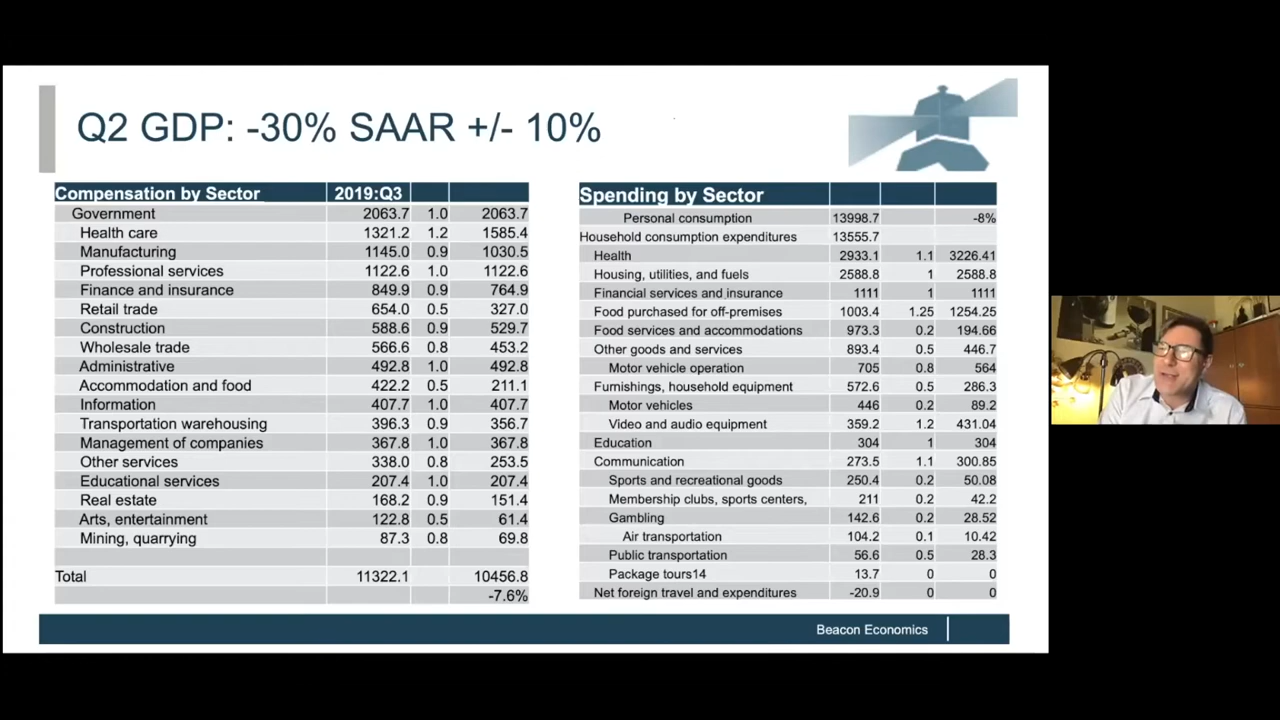 Q2 GDP: -30% SAAR +/- 10%
Compensation by Sector 2019:Q3
Government 2063.7 1.0 2063.7
Health care 1321.2 1.2 1585.4
Manufacturing 1145.0 0.9 1030.5
Professional services 1122.6 1.0 1122.6
Finance and insurance 849.9 0.9 764.9
Retail trade 654.0 0.5 327.0
Construction 588.6 0.9 529.7
Wholesale trade 566.6 0.8 453.2
Administrative 492.8 1.0 492.8
Accommodation and food 422.2 0.5 211.1
Information 407.7 1.0 407.7
Transportation warehousing 396.3 0.9 356.7
Management of companies 367.8 1.0 367.8
Other services 338.0 0.8 253.5
Educational services 207.4 1.0 207.4
Real estate 168.2 0.9 151.4
Arts, entertainment 122.8 0.5 61.4
Mining, quarrying 87.3 0.8 69.8
Total 11322.1 10456.8
-7.6%
Spending by Sector
Personal consumption 13998.7 -8%
Household consumption expenditures 13555.7
Health 2933.1 1.1 3226.41
Housing, utilities, and fuels 2588.8 1 2588.8
Financial services and insurance 1111 1 1111
Food purchased for off-premises 1003.4 1.25 1254.25
Food services and accommodations 973.3 0.2 194.66
Other goods and services 893.4 0.5 446.7
Motor vehicle operation 705 0.8 564
Furnishings, household equipment 572.6 0.5 286.3
Motor vehicles 446 0.2 89.2
Video and audio equipment 359.2 1.2 431.04
Education 304 1 304
Communication 273.5 1.1 300.85
Sports and recreational goods 250.4 0.2 50.08
Membership clubs, sports centers, 211 0.2 42.2
Gambling 142.6 0.2 28.52
Air transportation 104.2 0.1 10.42
Public transportation 56.6 0.5 28.3
Package tours14 13.7 0 0
Net foreign travel and expenditures -20.9 0 0
Beacon Economics